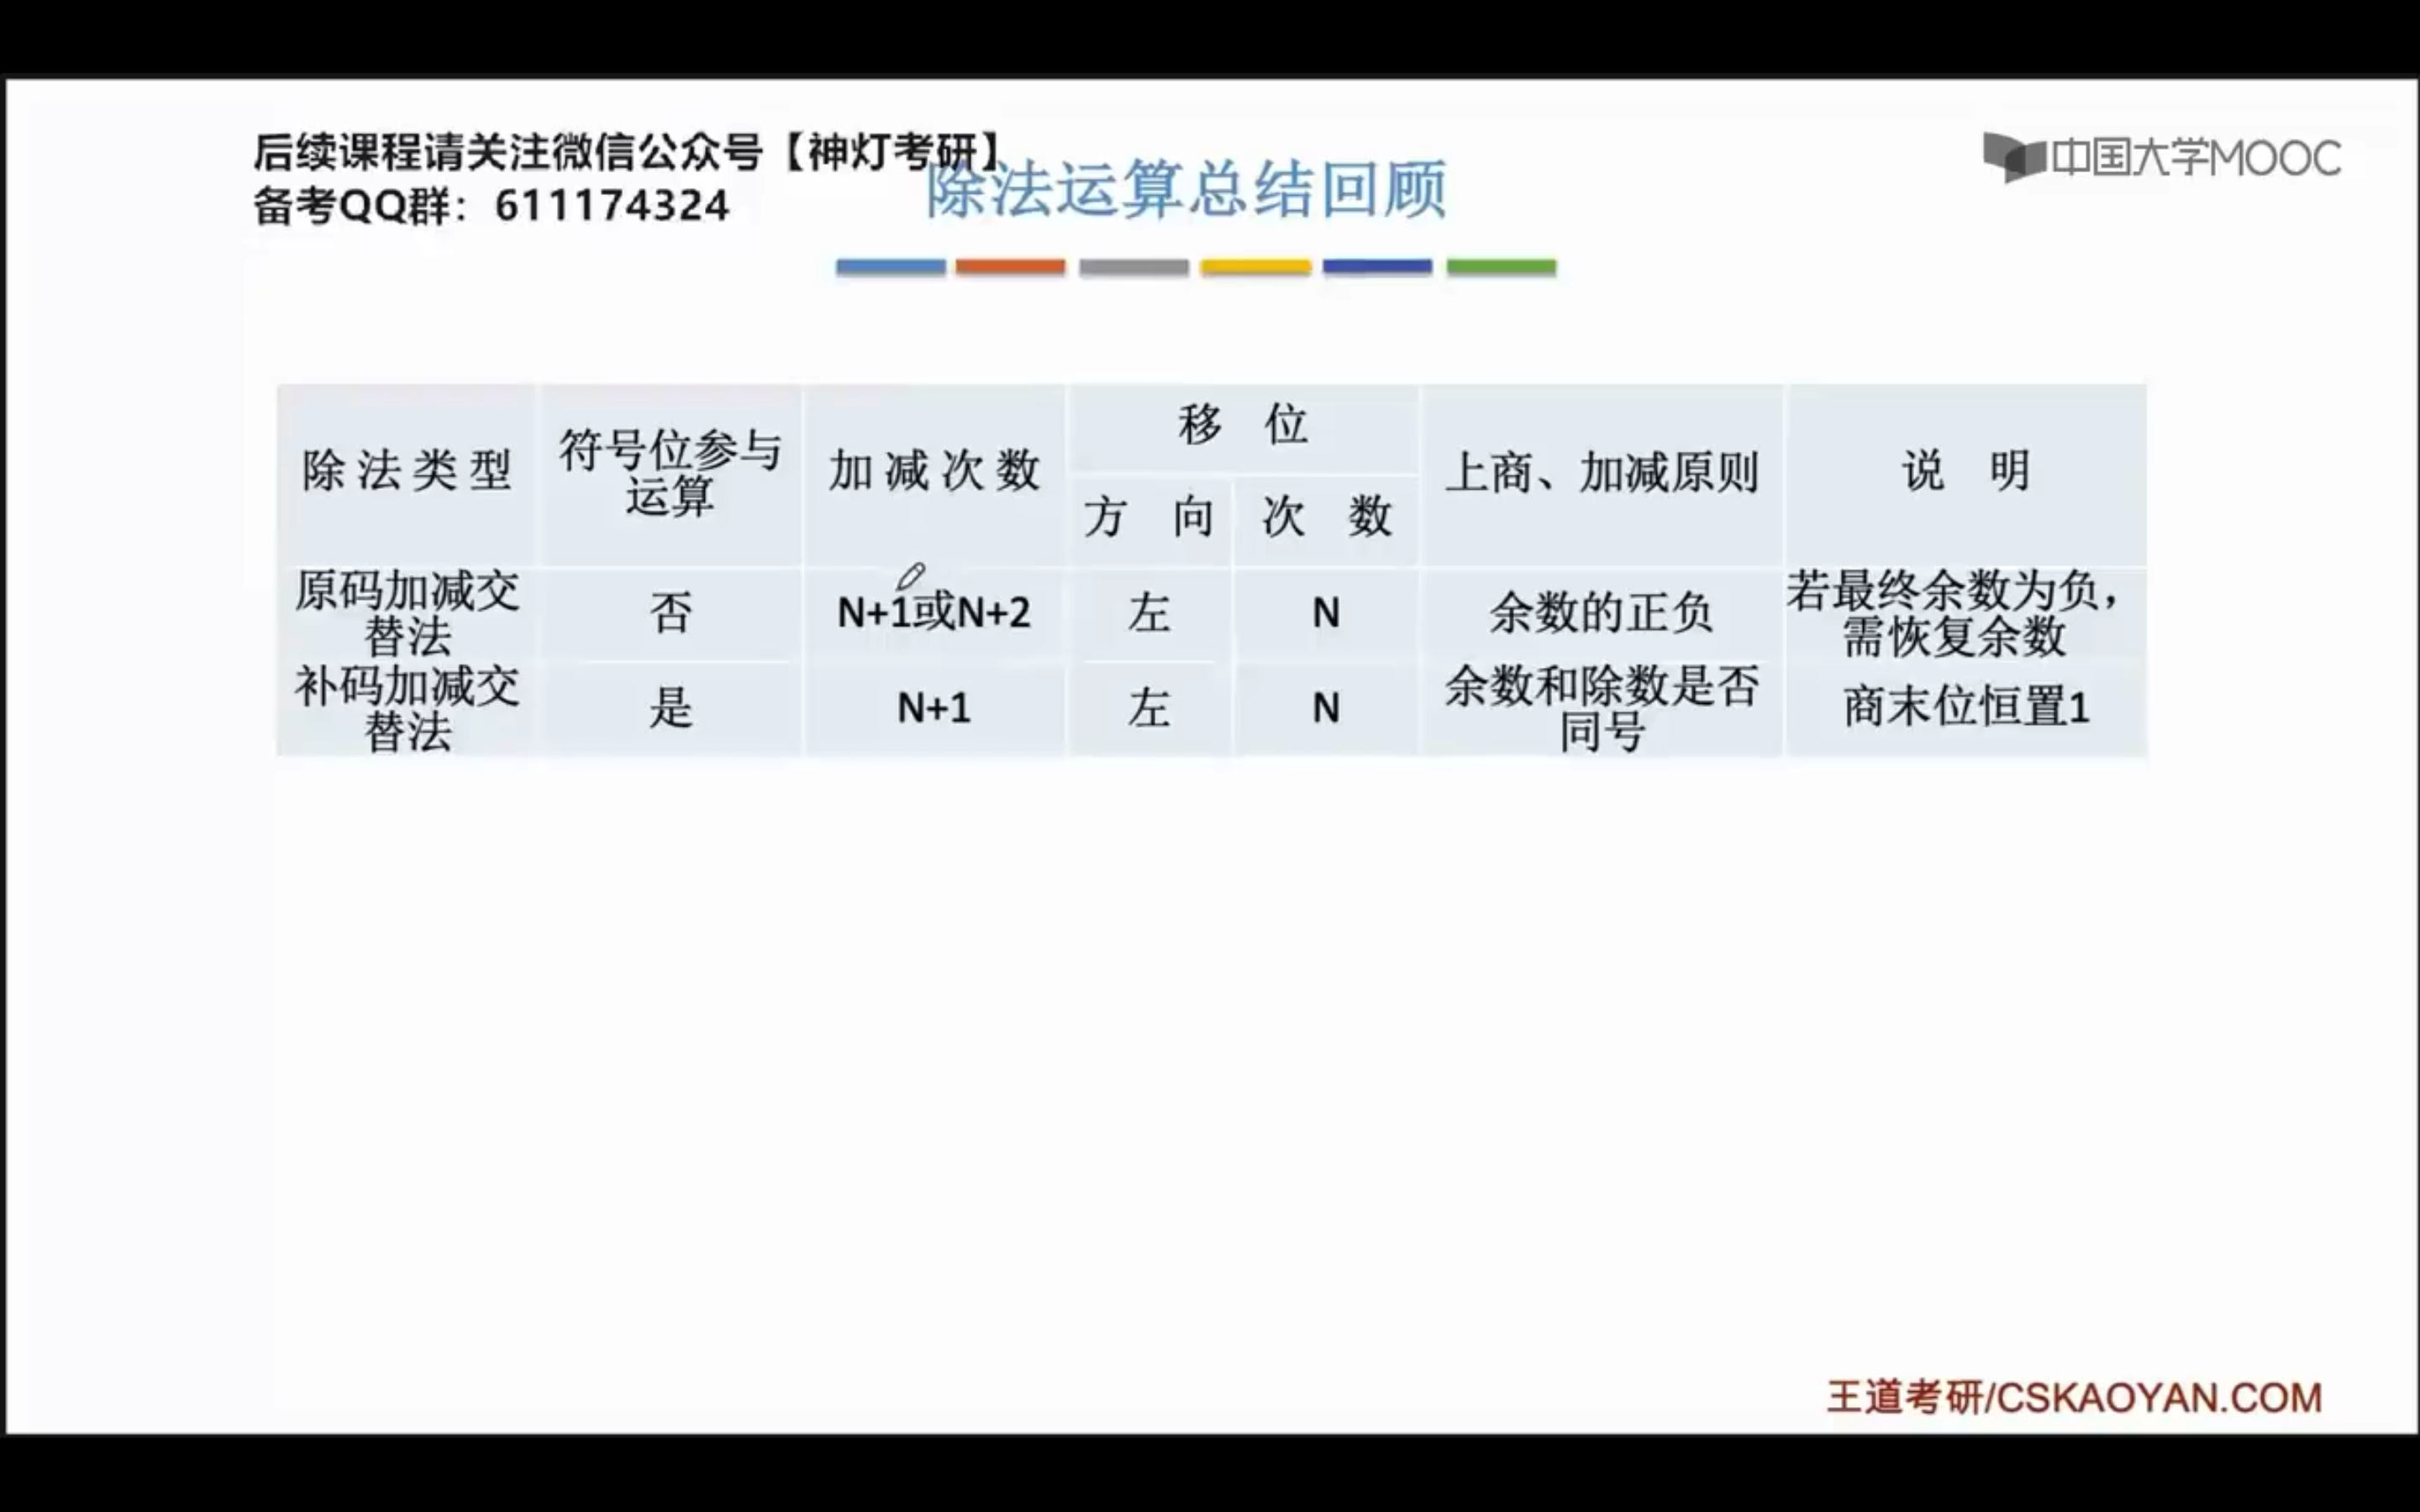 后续课程请关注微信公众号【神灯考研】
备考QQ群：611174324
中国大学MOOC
除法运算总结回顾
除法类型
符号位参与
运算
加减次数
移 位
方 向
次 数
上商、加减原则
说 明
原码加减交
替法
否
N+1或N+2
左
N
余数的正负
若最终余数为负，
需恢复余数
补码加减交
替法
是
N+1
左
N
余数和除数是否
同号
商末位恒置1
王道考研/CSKAOYAN.COM